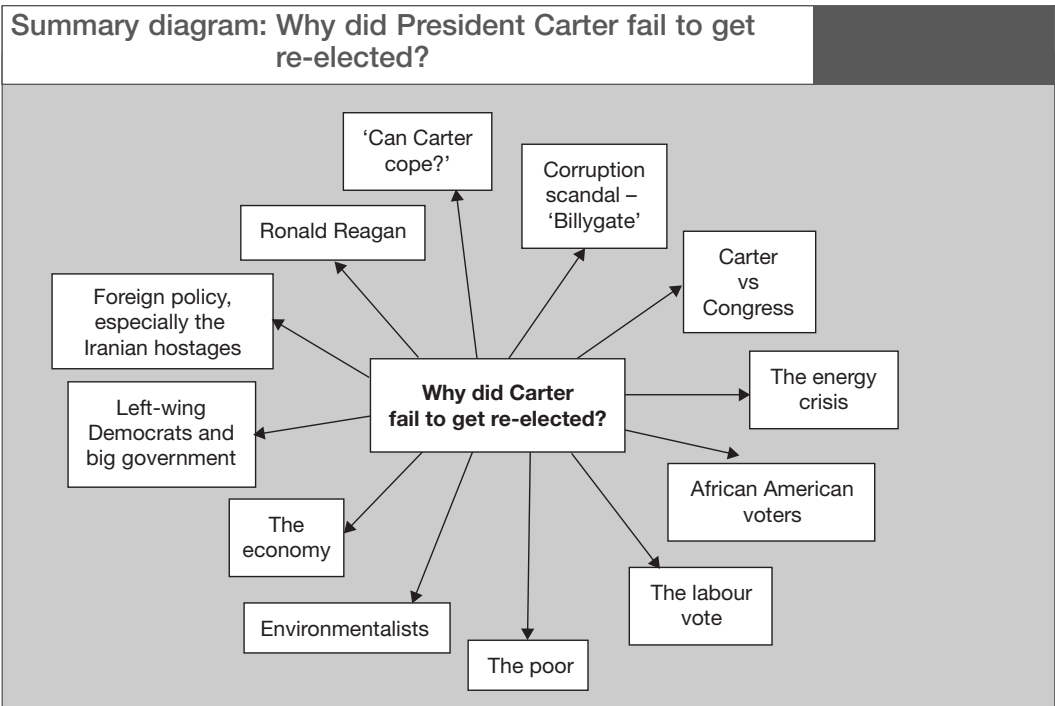 Summary diagram: Why did President Carter fail to get
re-elected?
‘Can Carter
cope?’
Corruption
scandal –
‘Billygate’
Ronald Reagan
Carter
vs
Congress
Foreign policy,
especially the
Iranian hostages
Why did Carter
fail to get re-elected?
The energy
crisis
Left-wing
Democrats and
big government
African American
voters
The
economy
The labour
vote
Environmentalists
The poor